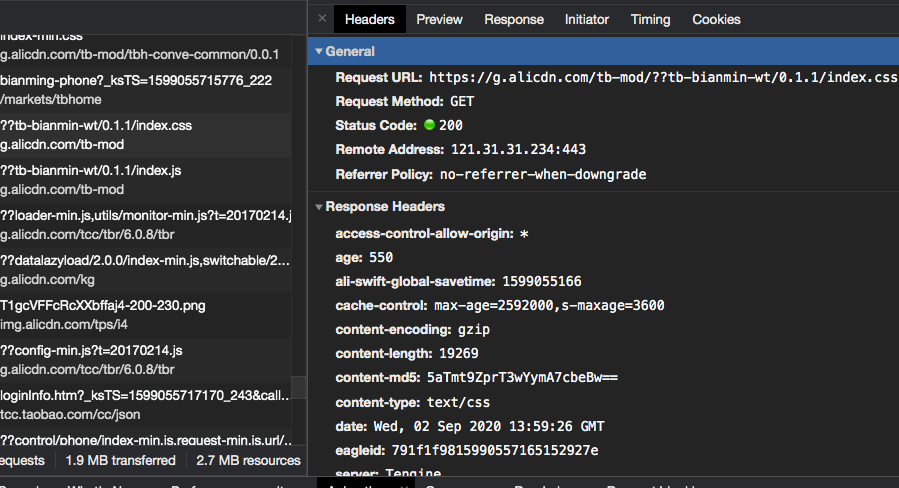 index-min.css
g.alicdn.com/tb-mod/tbh-conve-common/0.0.1
bianming-phone?_ksTS=1599055715776_222
/markets/tbhome
??tb-bianmin-wt/0.1.1/index.css
g.alicdn.com/tb-mod
??tb-bianmin-wt/0.1.1/index.js
g.alicdn.com/tb-mod
??loader-min.js,utils/monitor-min.js?t=20170214.j
g.alicdn.com/tcc/tbr/6.0.8/tbr
??datalazyload/2.0.0/index-min.js,switchable/2...
g.alicdn.com/kg
T1gcVFFcRcXXbffaj4-200-230.png
img.alicdn.com/tps/i4
??config-min.js?t=20170214.js
g.alicdn.com/tcc/tbr/6.0.8/tbr
loginInfo.htm?_ksTS=1599055717170_243&call...
tcc.taobao.com/cc/json
??control/phone/index-min.js,request-min.js,url/...
equests 1.9 MB transferred 2.7 MB resources
× Headers Preview Response Initiator Timing Cookies
General
Request URL: https://g.alicdn.com/tb-mod/??tb-bianmin-wt/0.1.1/index.css
Request Method: GET
Status Code: 200
Remote Address: 121.31.31.234:443
Referrer Policy: no-referrer-when-downgrade
Response Headers
access-control-allow-origin: *
age: 550
ali-swift-global-savetime: 1599055166
cache-control: max-age=2592000,s-maxage=3600
content-encoding: gzip
content-length: 19269
content-md5: 5aTmt9ZprT3wYymA7cbeBw==
content-type: text/css
date: Wed, 02 Sep 2020 13:59:26 GMT
eagleid: 791f1f9815990557165152927e
server: Tengine